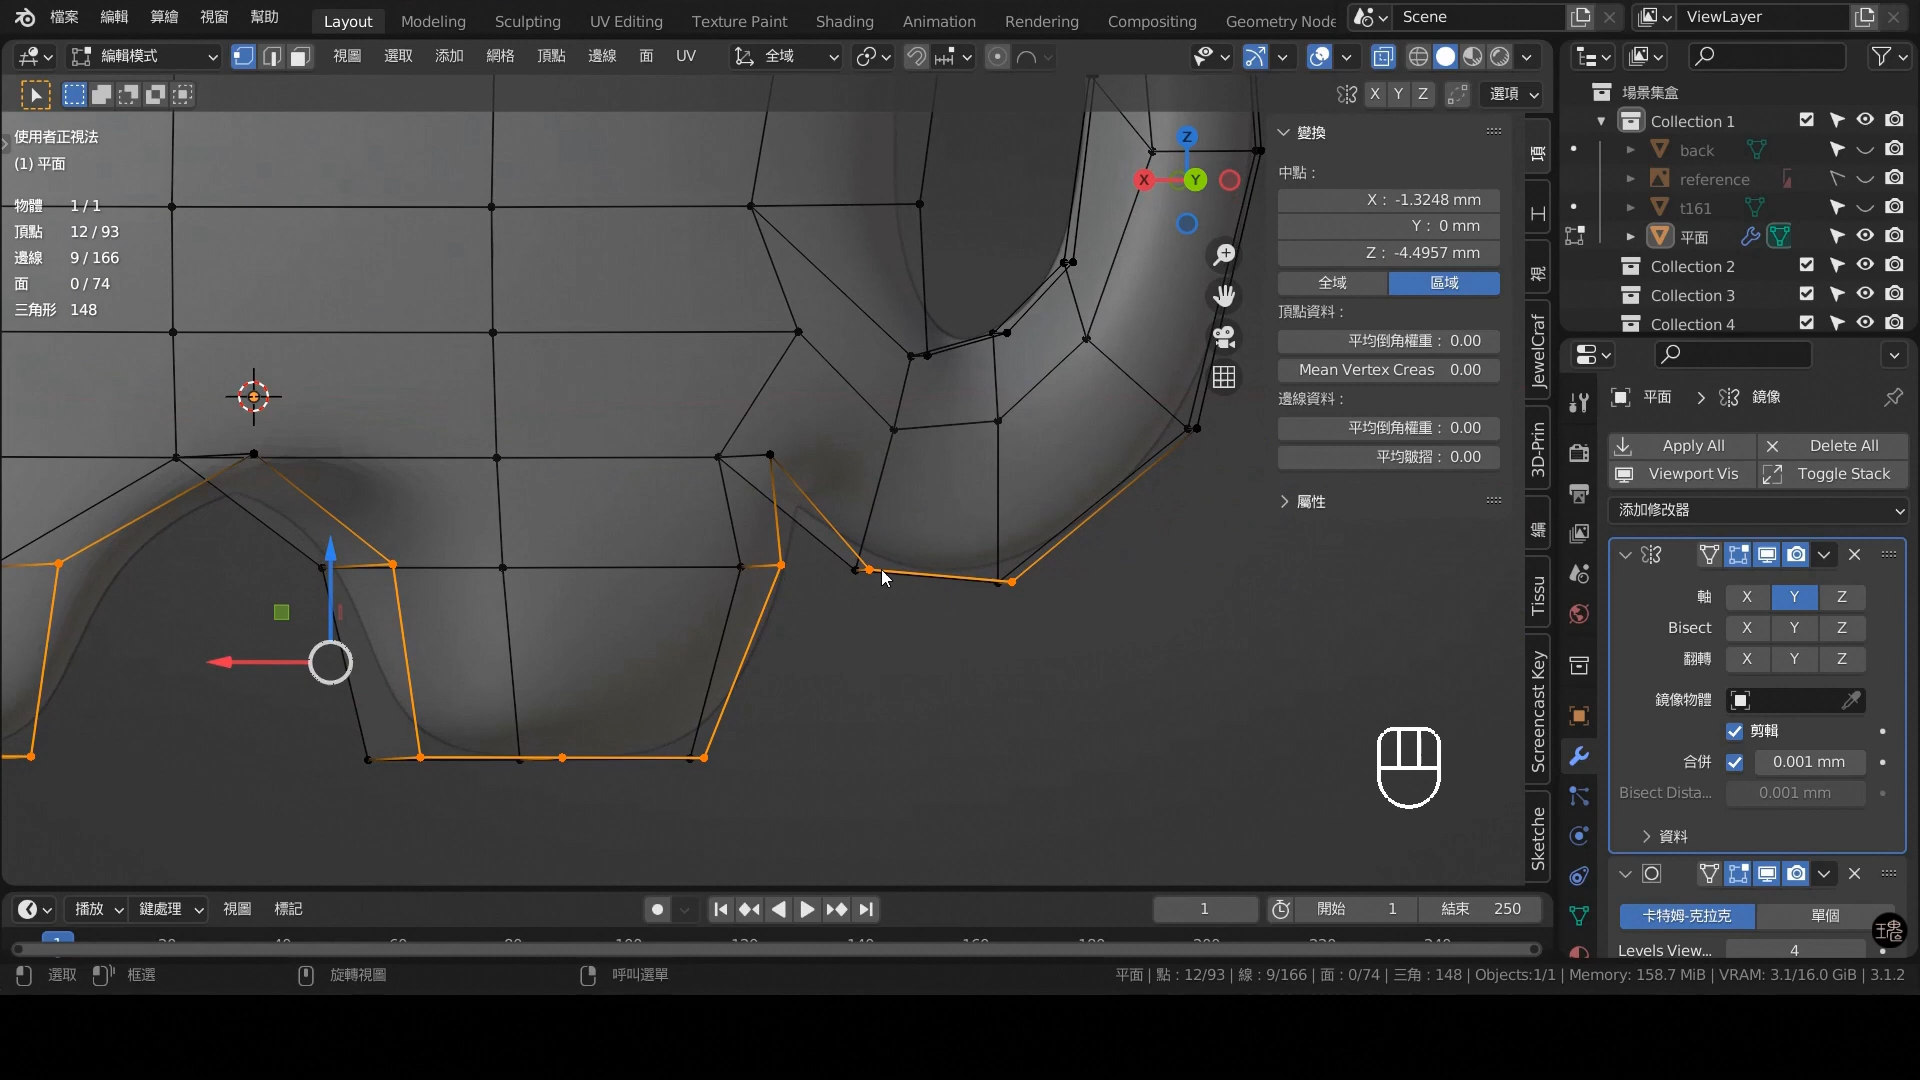 檔案 編輯 算繪 視窗 幫助
Layout Modeling Sculpting UV Editing Texture Paint Shading Animation Rendering Compositing Geometry Node
Scene
ViewLayer
編輯模式
視圖 選取 添加 網格 頂點 邊線 面 UV
全域
X Y Z
選項
使用者正視法
(1) 平面
物體 1 / 1
頂點 12 / 93
邊線 9 / 166
面 0 / 74
三角形 148
Z
X
Y
變換
中點 :
X : -1.3248 mm
Y : 0 mm
Z : -4.4957 mm
全域 區域
頂點資料 :
平均倒角權重 : 0.00
Mean Vertex Creas 0.00
邊線資料 :
平均倒角權重 : 0.00
平均皺摺 : 0.00
屬性
項
工
視
JewelCraf
3D-Prin
編
Tissu
Screencast Key
Sketche
場景集盒
Collection 1
back
reference
t161
平面
Collection 2
Collection 3
Collection 4
平面 > 鏡像
Apply All
Delete All
Viewport Vis
Toggle Stack
添加修改器
軸 X Y Z
Bisect X Y Z
翻轉 X Y Z
鏡像物體
剪輯
合併 0.001 mm
Bisect Dista... 0.001 mm
資料
卡特姆-克拉克 單個
Levels View... 4
播放 鍵處理 視圖 標記
1
開始 1
結束 250
選取 框選 旋轉視圖 呼叫選單
平面 | 點 : 12/93 | 線 : 9/166 | 面 : 0/74 | 三角 : 148 | Objects:1/1 | Memory: 158.7 MiB | VRAM: 3.1/16.0 GiB | 3.1.2